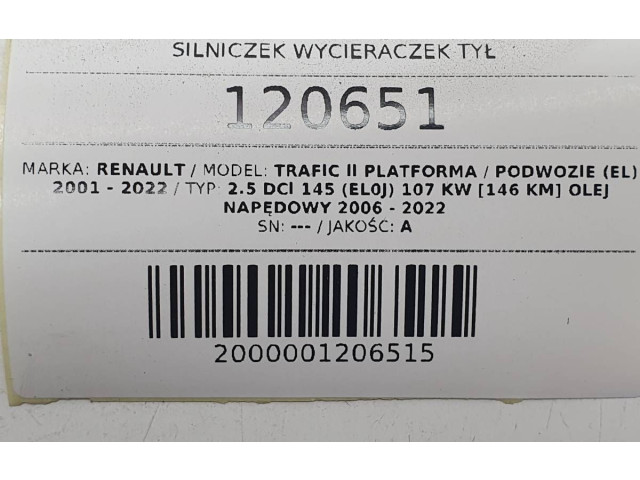 SILNICZEK WYCIERACZEK TYŁ
120651
MARKA: RENAULT / MODEL: TRAFIC II PLATFORMA / PODWOZIE (EL)
2001 - 2022 / TYP: 2.5 DCI 145 (EL0J) 107 KW [146 KM] OLEJ
NAPĘDOWY 2006 - 2022
SN: --- / JAKOŚĆ: A
2000001206515